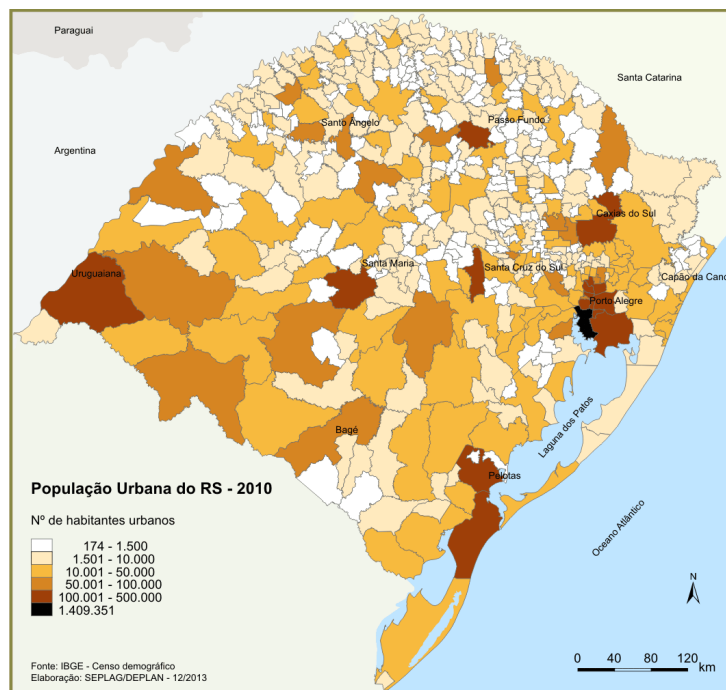 Paraguai
Santa Catarina
Santo Ângelo
Passo Fundo
Argentina
Caxias do Sul
Uruguaiana
Santa Maria
Santa Cruz do Sul
Capão da Cano
Porto Alegre
Laguna dos Patos
Bagé
Pelotas
Oceano Atlântico
População Urbana do RS - 2010
Nº de habitantes urbanos
174 - 1.500
1.501 - 10.000
10.001 - 50.000
50.001 - 100.000
100.001 - 500.000
1.409.351
N
0 40 80 120
km
Fonte: IBGE - Censo demográfico
Elaboração: SEPLAG/DEPLAN - 12/2013